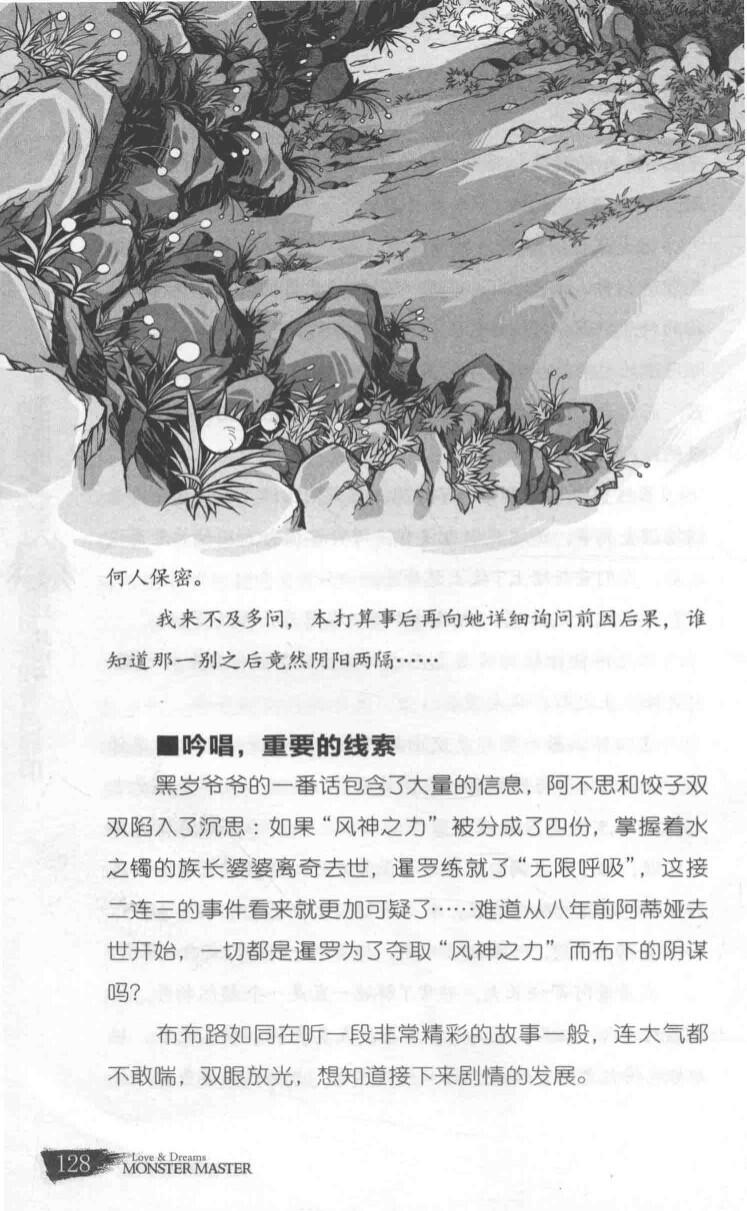 何人保密。
我来不及多问，本打算事后再向她详细询问前因后果，谁
知道那一别之后竟然阴阳两隔……
■吟唱，重要的线索
黑岁爷爷的一番话包含了大量的信息，阿不思和饺子双
双陷入了沉思：如果“风神之力”被分成了四份，掌握着水
之镯的族长婆婆离奇去世，暹罗练就了“无限呼吸”，这接
二连三的事件看来就更加可疑了……难道从八年前阿蒂娅去
世开始，一切都是暹罗为了夺取“风神之力”而布下的阴谋
吗？
布布路如同在听一段非常精彩的故事一般，连大气都
不敢喘，双眼放光，想知道接下来剧情的发展。
128
Love & Dreams
MONSTER MASTER